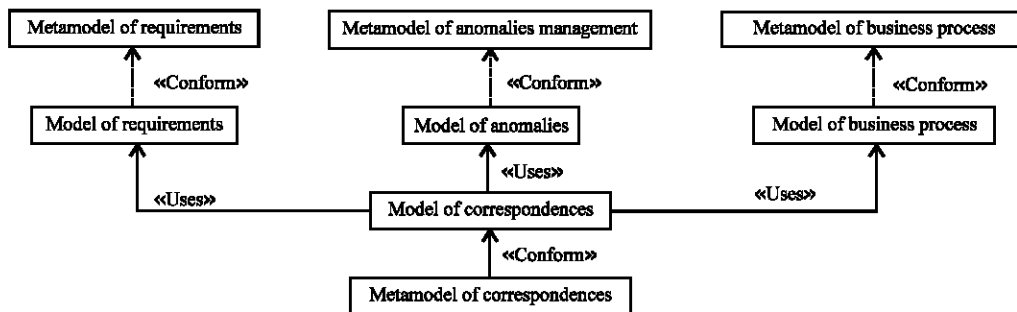 Metamodel of requirements
Metamodel of anomalies management
Metamodel of business process
«Conform»
«Conform»
«Conform»
Model of requirements
Model of anomalies
Model of business process
«Uses»
«Uses»
«Uses»
Model of correspondences
«Conform»
Metamodel of correspondences